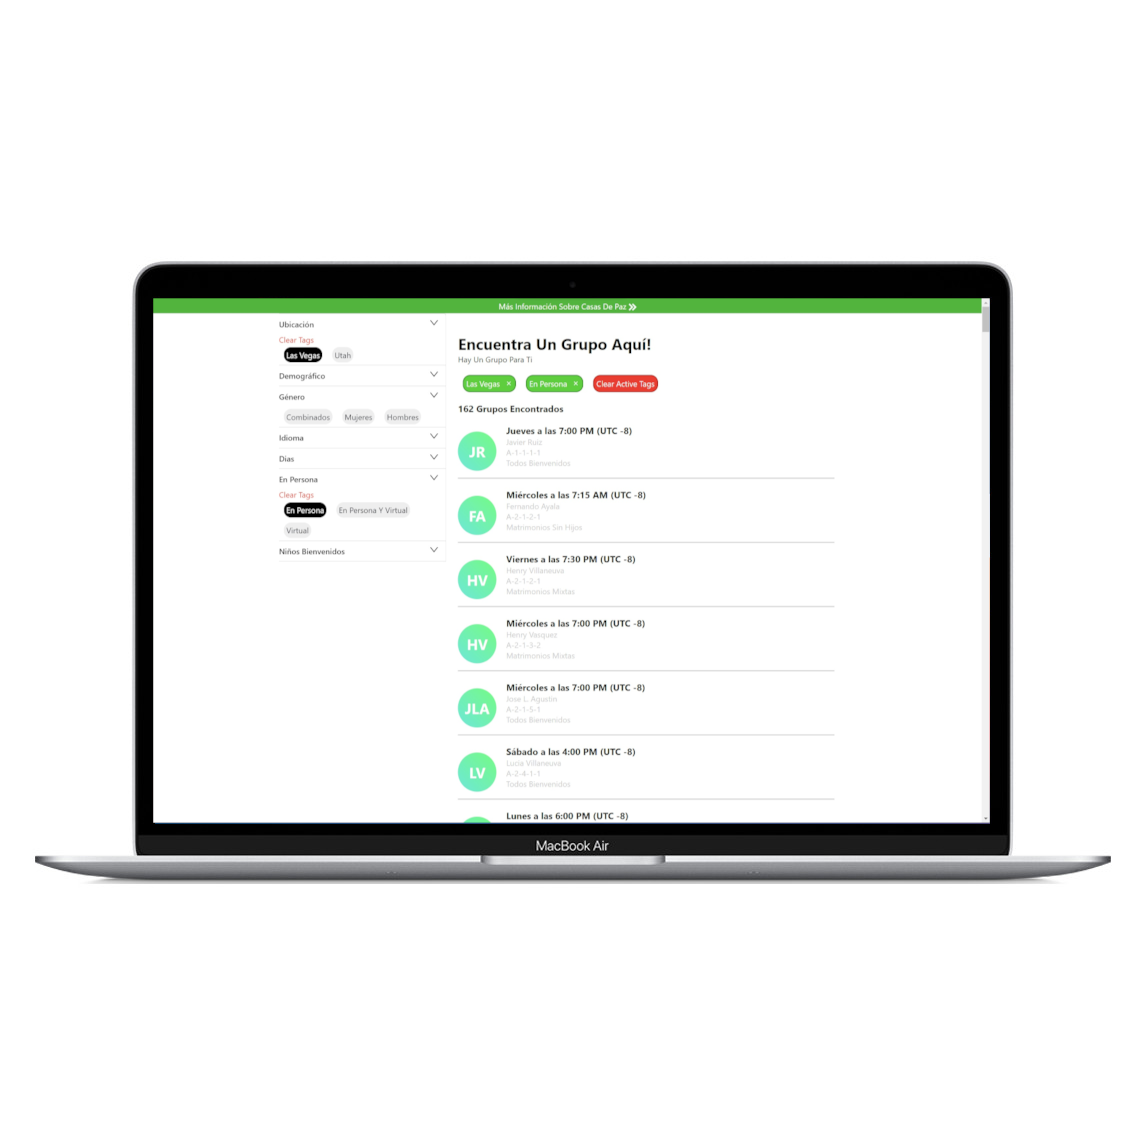 Más Información Sobre Casas De Paz
Ubicación
Clear Tags
Las Vegas Utah
Demográfico
Género
Combinados Mujeres Hombres
Idioma
Dias
En Persona
Clear Tags
En Persona En Persona Y Virtual
Virtual
Niños Bienvenidos
Encuentra Un Grupo Aquí!
Hay Un Grupo Para Ti
Las Vegas × En Persona × Clear Active Tags
162 Grupos Encontrados
JR
Jueves a las 7:00 PM (UTC -8)
Javier Ruiz
A-1-1-1-1
Todos Bienvenidos
FA
Miércoles a las 7:15 AM (UTC -8)
Fernando Ayala
A-2-1-2-1
Matrimonios Sin Hijos
HV
Viernes a las 7:30 PM (UTC -8)
Henry Villanueva
A-2-1-2-1
Matrimonios Mixtas
HV
Miércoles a las 7:00 PM (UTC -8)
Henry Vasquez
A-2-1-3-2
Matrimonios Mixtas
JLA
Miércoles a las 7:00 PM (UTC -8)
Jose L. Agustin
A-2-1-5-1
Todos Bienvenidos
LV
Sábado a las 4:00 PM (UTC -8)
Lucia Villanueva
A-2-4-1-1
Todos Bienvenidos
Lunes a las 6:00 PM (UTC -8)
MacBook Air